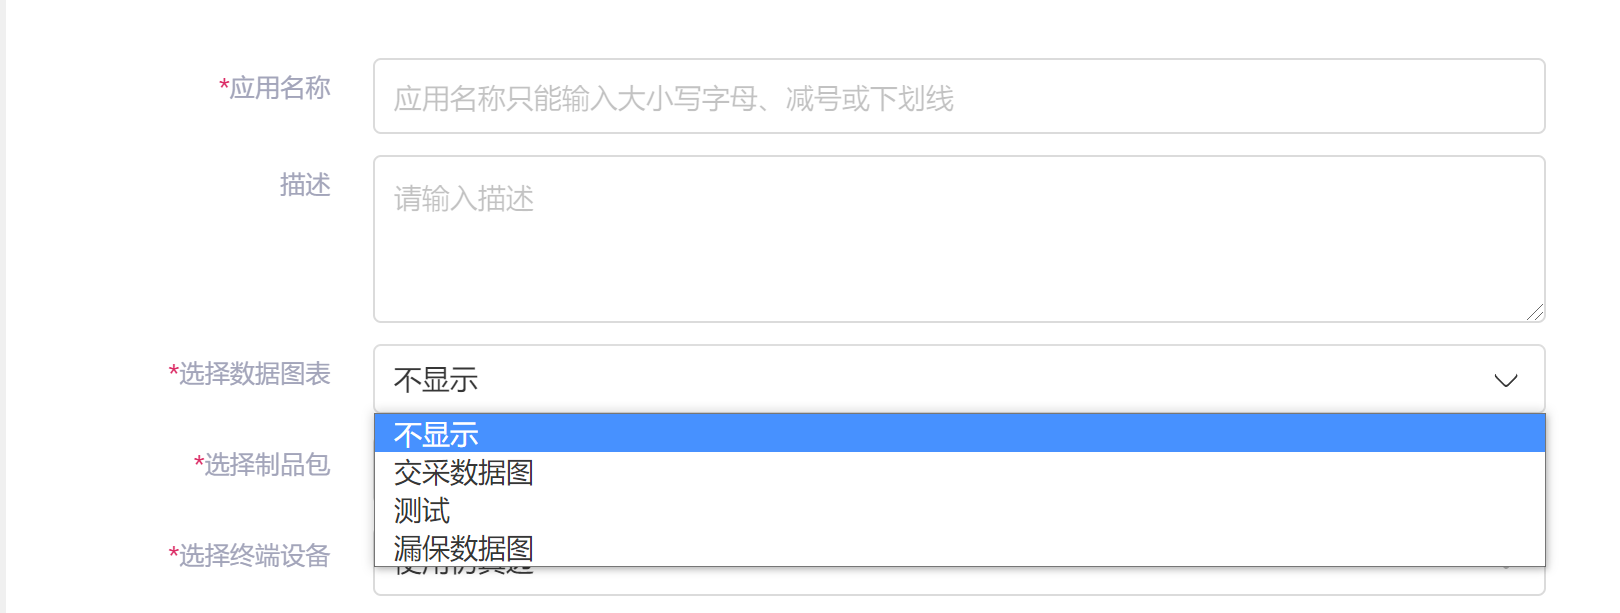 *应用名称
应用名称只能输入大小写字母、减号或下划线
描述
请输入描述
*选择数据图表
不显示
不显示
交采数据图
测试
漏保数据图
*选择制品包
*选择终端设备